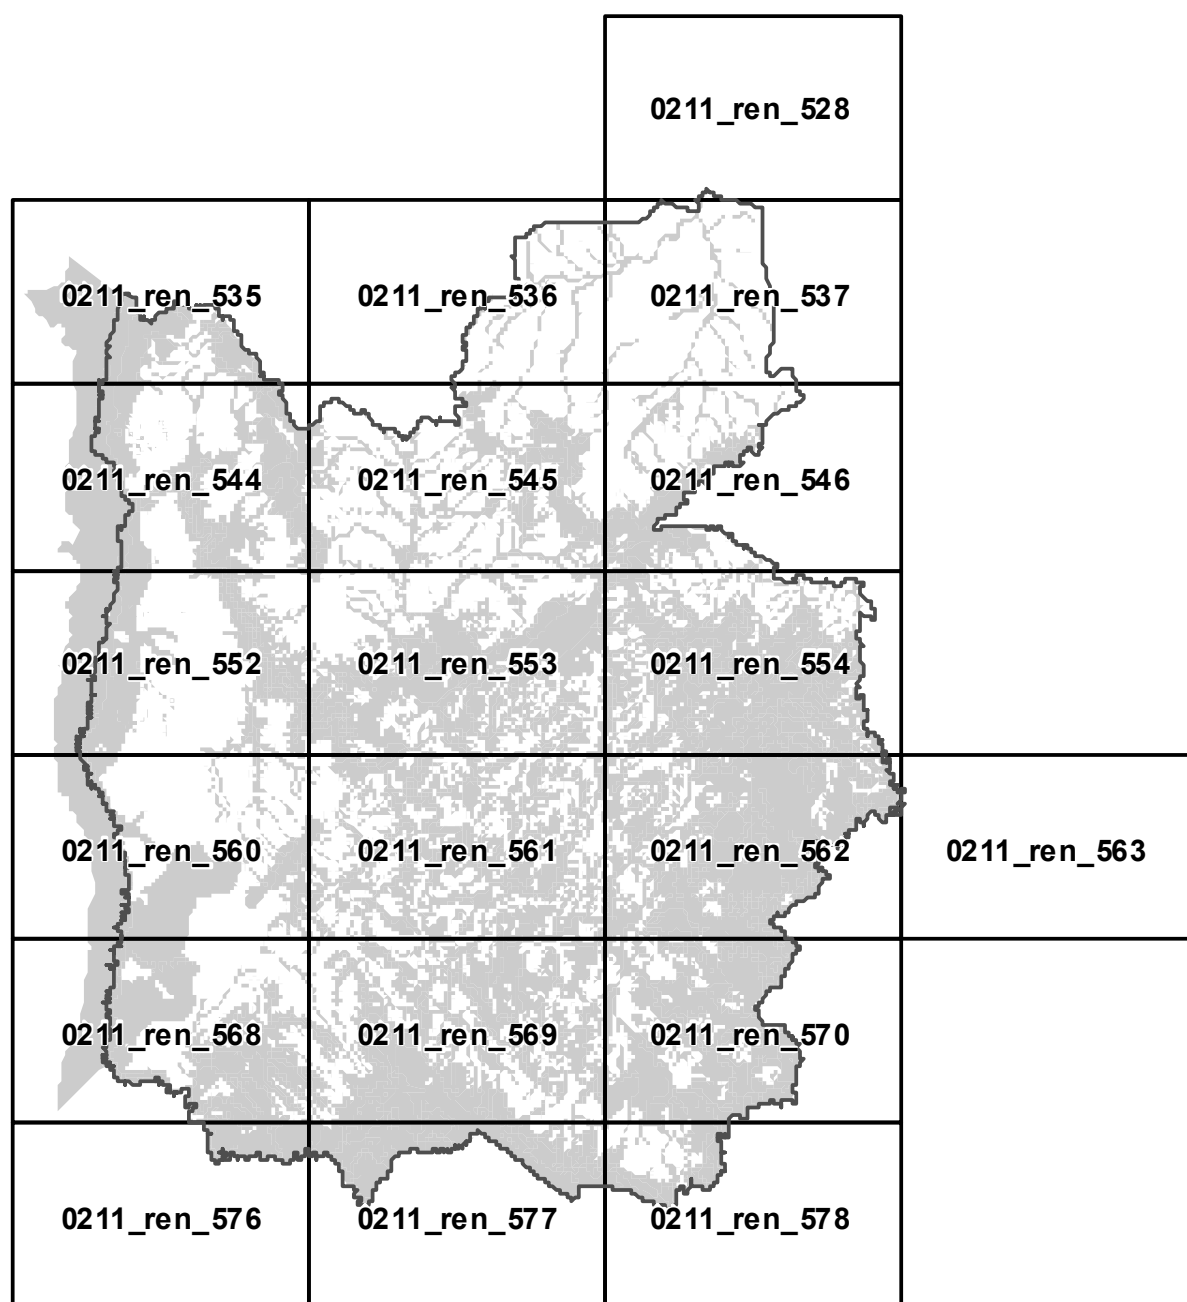 0211_ren_528
0211_ren_535 0211_ren_536 0211_ren_537
0211_ren_544 0211_ren_545 0211_ren_546
0211_ren_552 0211_ren_553 0211_ren_554
0211_ren_560 0211_ren_561 0211_ren_562 0211_ren_563
0211_ren_568 0211_ren_569 0211_ren_570
0211_ren_576 0211_ren_577 0211_ren_578